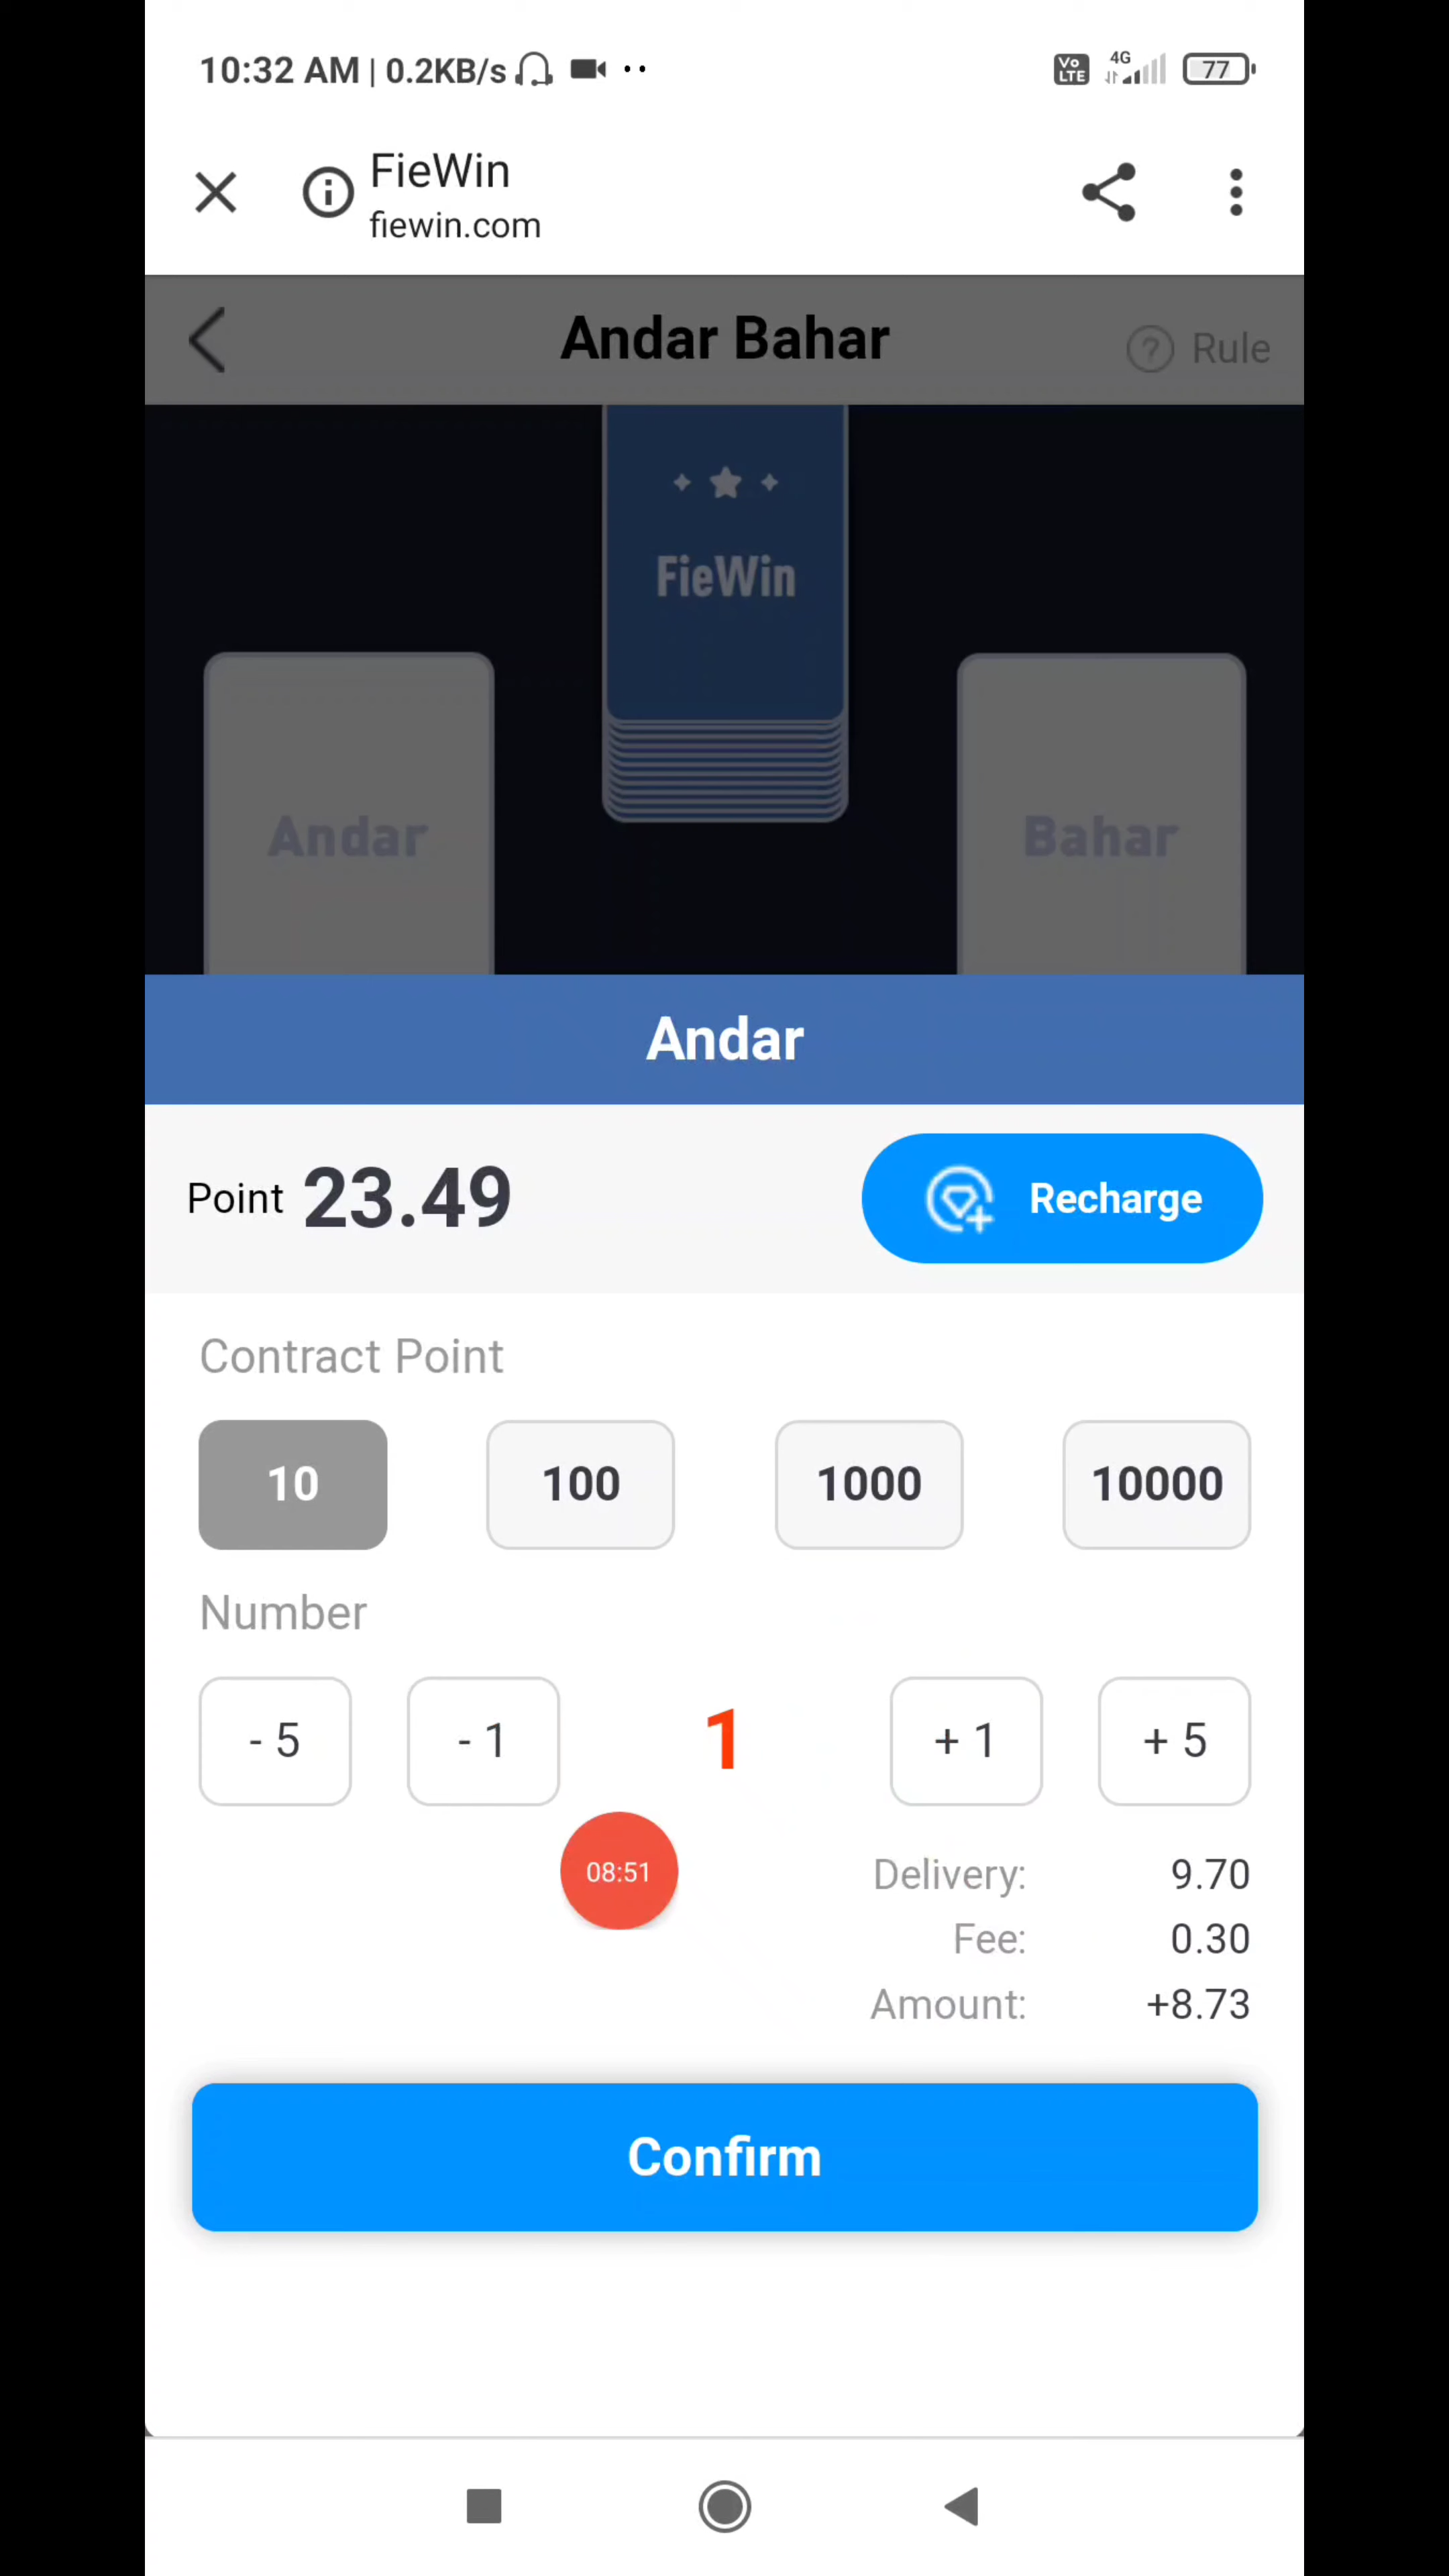 10:32 AM | 0.2KB/s
Vo LTE 4G 77
FieWin
fiewin.com
Andar Bahar
? Rule
FieWin
Andar
Bahar
Andar
Point 23.49
Recharge
Contract Point
10 100 1000 10000
Number
- 5 - 1 1 + 1 + 5
08:51
Delivery: 9.70
Fee: 0.30
Amount: +8.73
Confirm